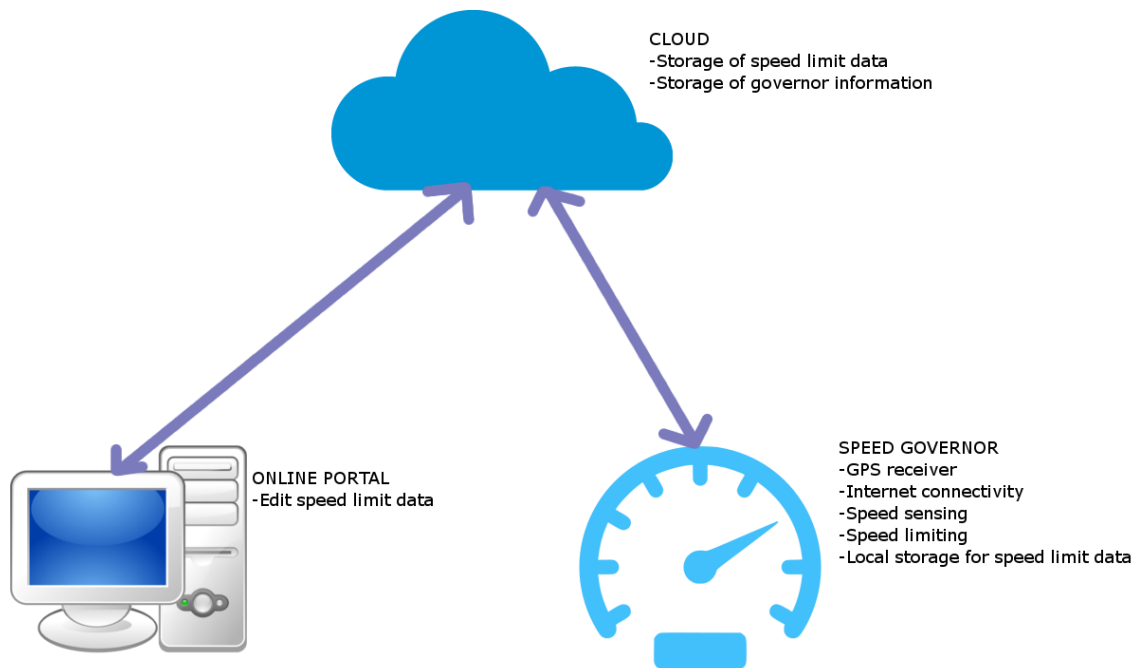 CLOUD
-Storage of speed limit data
-Storage of governor information
ONLINE PORTAL
-Edit speed limit data
SPEED GOVERNOR
-GPS receiver
-Internet connectivity
-Speed sensing
-Speed limiting
-Local storage for speed limit data